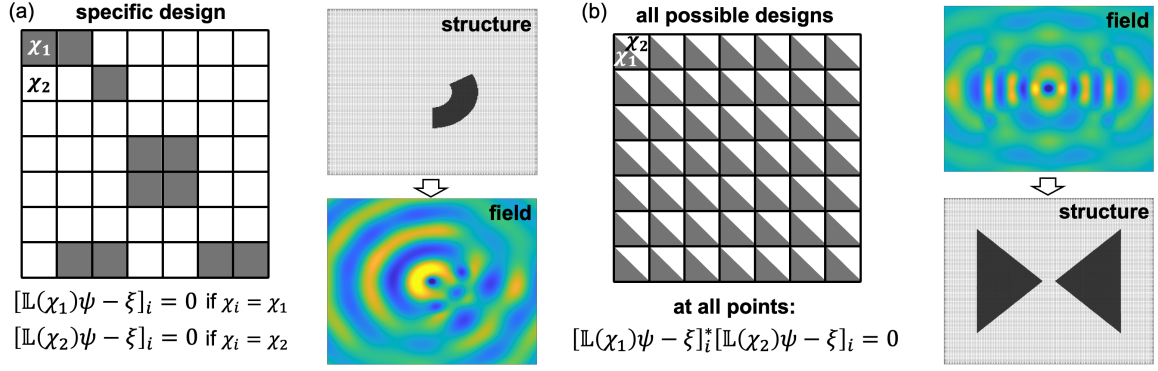 (a)
specific design
χ₁
χ₂
[𝕃(χ₁)ψ − ξ]ᵢ = 0 if χᵢ = χ₁
[𝕃(χ₂)ψ − ξ]ᵢ = 0 if χᵢ = χ₂
structure
field
(b)
all possible designs
χ₂
χ₁
at all points:
[𝕃(χ₁)ψ − ξ]ᵢ*[𝕃(χ₂)ψ − ξ]ᵢ = 0
field
structure